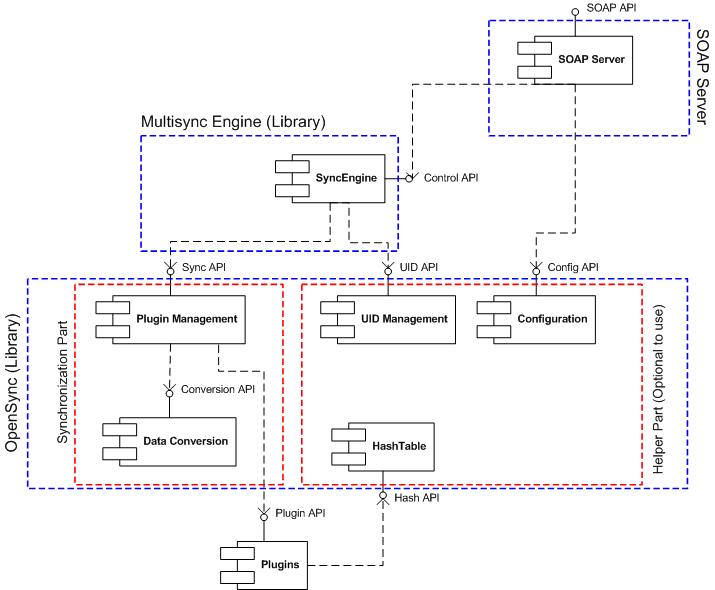 SOAP API
SOAP Server
SOAP Server
Multisync Engine (Library)
SyncEngine
Control API
Sync API
UID API
Config API
OpenSync (Library)
Synchronization Part
Plugin Management
UID Management
Configuration
Helper Part (Optional to use)
Conversion API
Data Conversion
HashTable
Hash API
Plugin API
Plugins